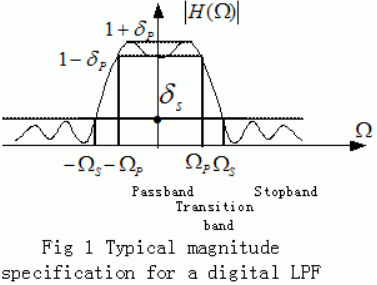 |H(Ω)|
1+δ_P
1−δ_P
δ_S
Ω
−Ω_S −Ω_P Ω_P Ω_S
Passband Stopband
Transition
band
Fig 1 Typical magnitude
specification for a digital LPF